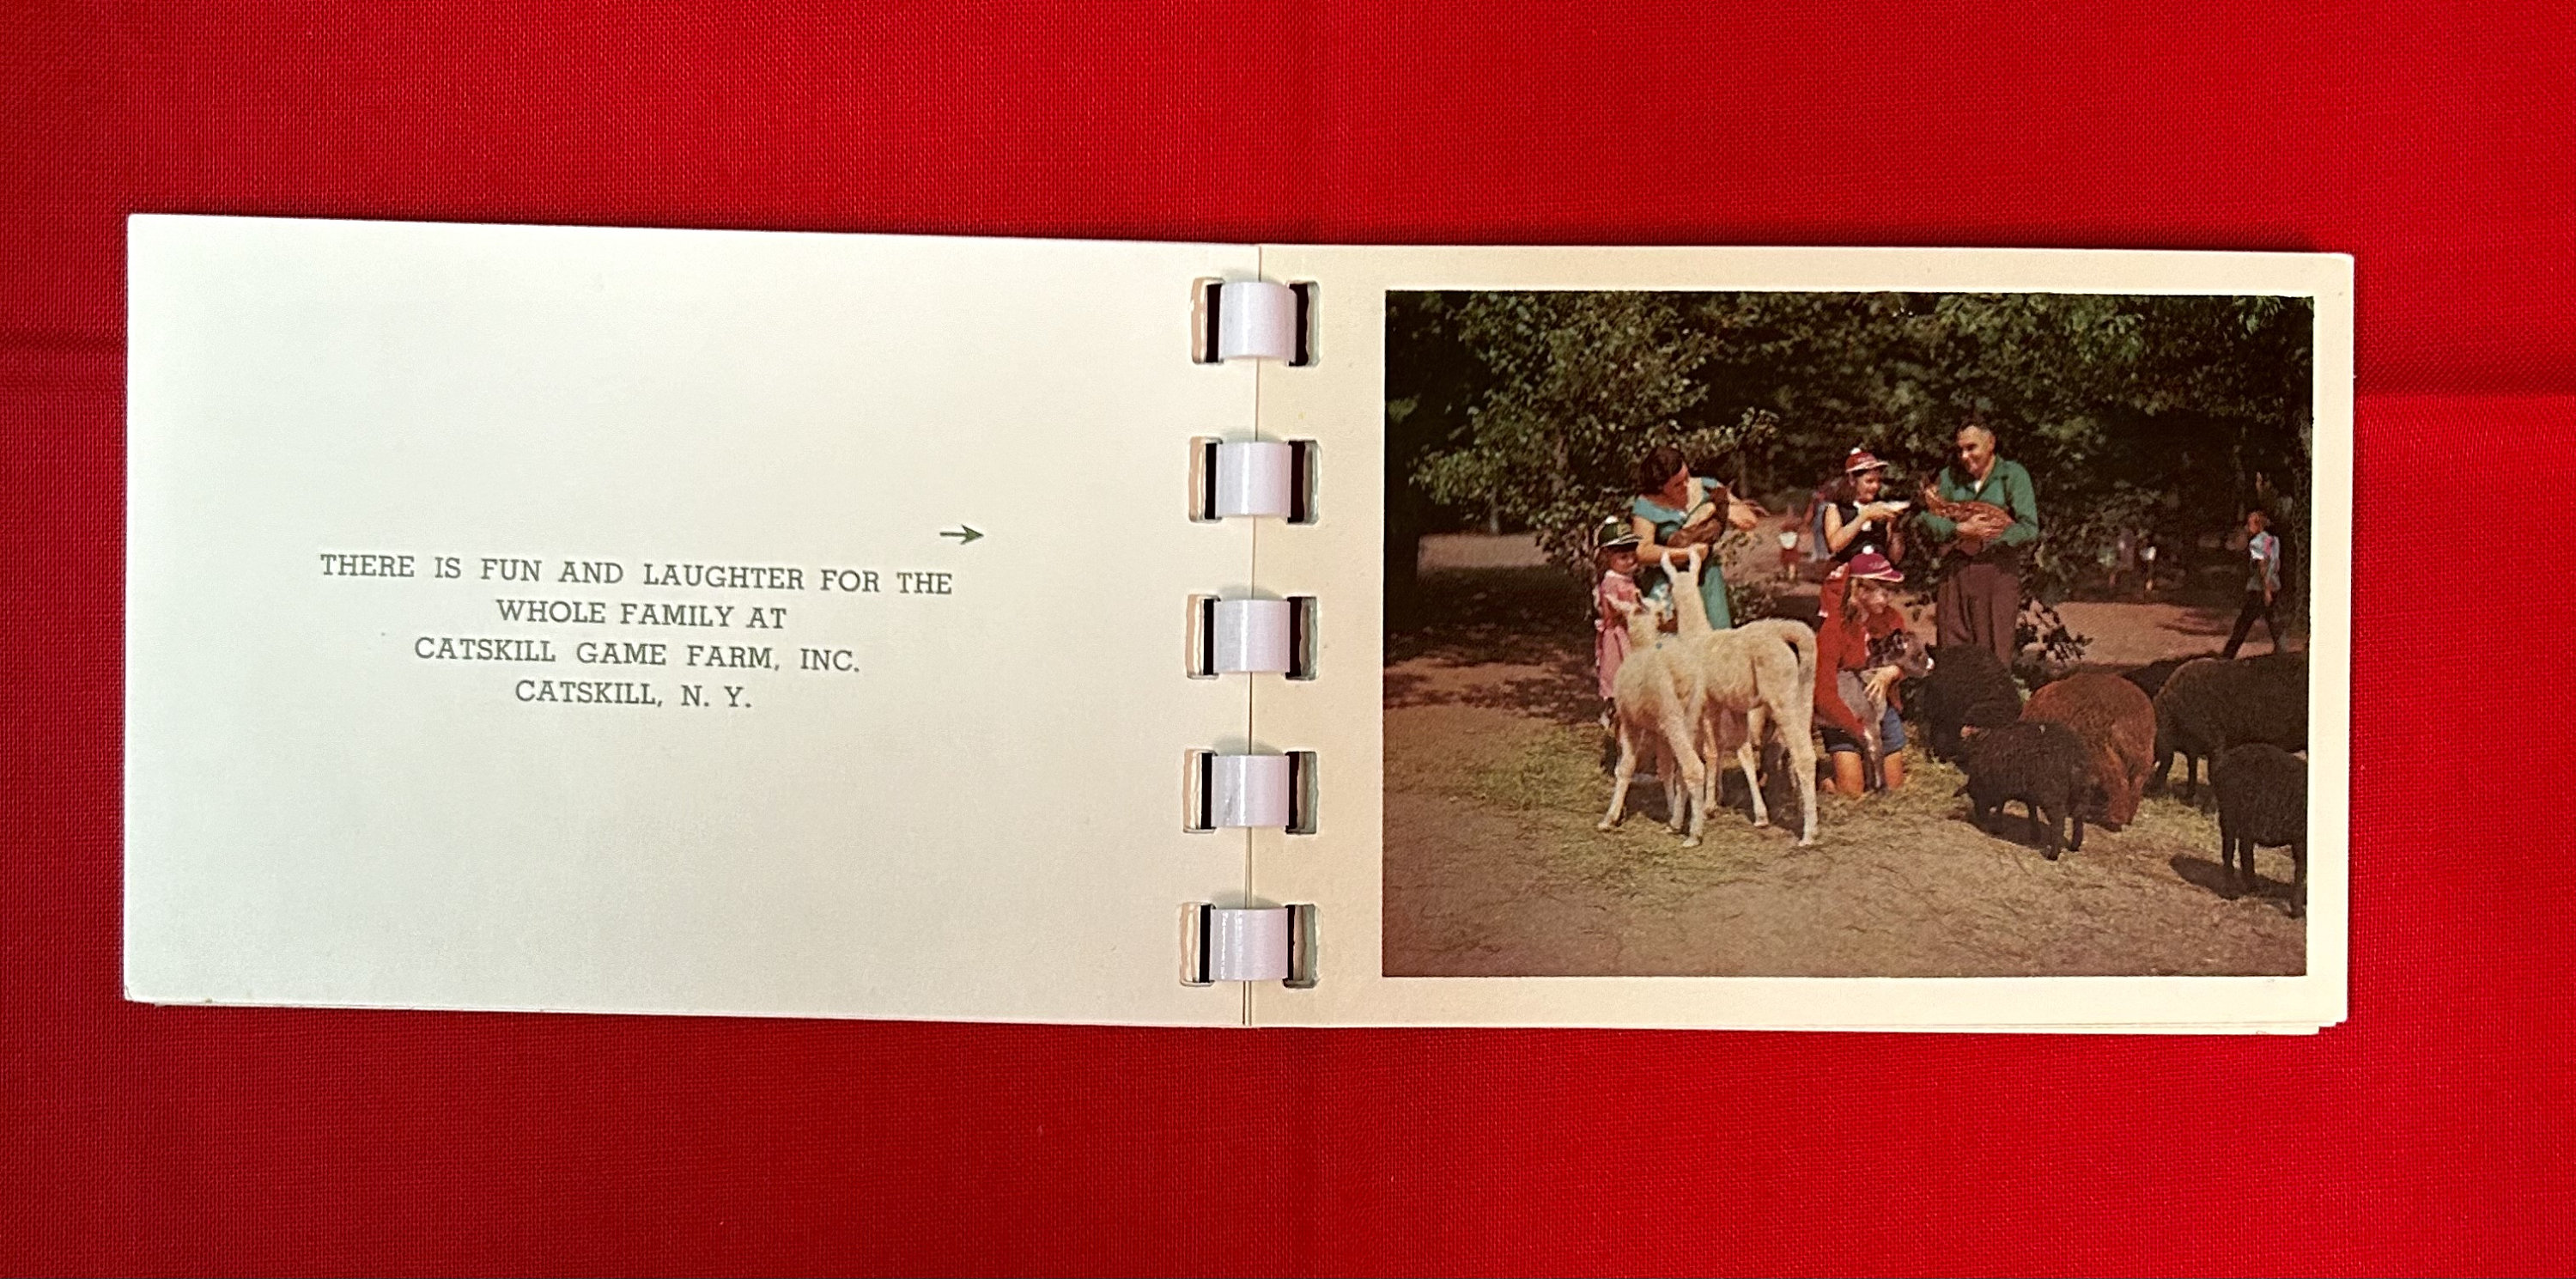 THERE IS FUN AND LAUGHTER FOR THE
WHOLE FAMILY AT
CATSKILL GAME FARM, INC.
CATSKILL, N. Y.